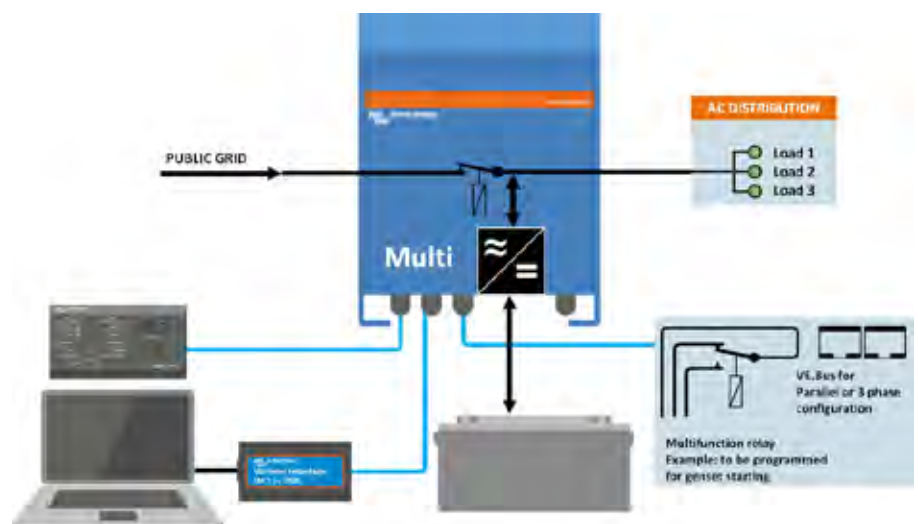 AC DISTRIBUTION
PUBLIC GRID
Load 1
Load 2
Load 3
Multi
VE.Bus for
Parallel or 3 phase
configuration
Multifunction relay
Example: to be programmed
for genset starting